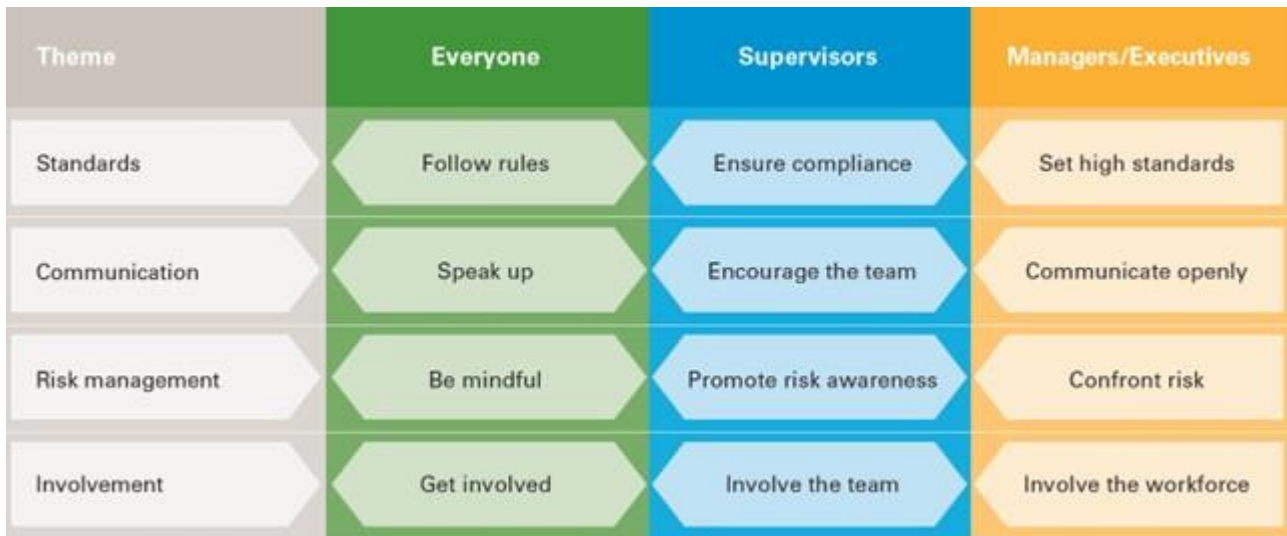 Theme Everyone Supervisors Managers/Executives
Standards Follow rules Ensure compliance Set high standards
Communication Speak up Encourage the team Communicate openly
Risk management Be mindful Promote risk awareness Confront risk
Involvement Get involved Involve the team Involve the workforce